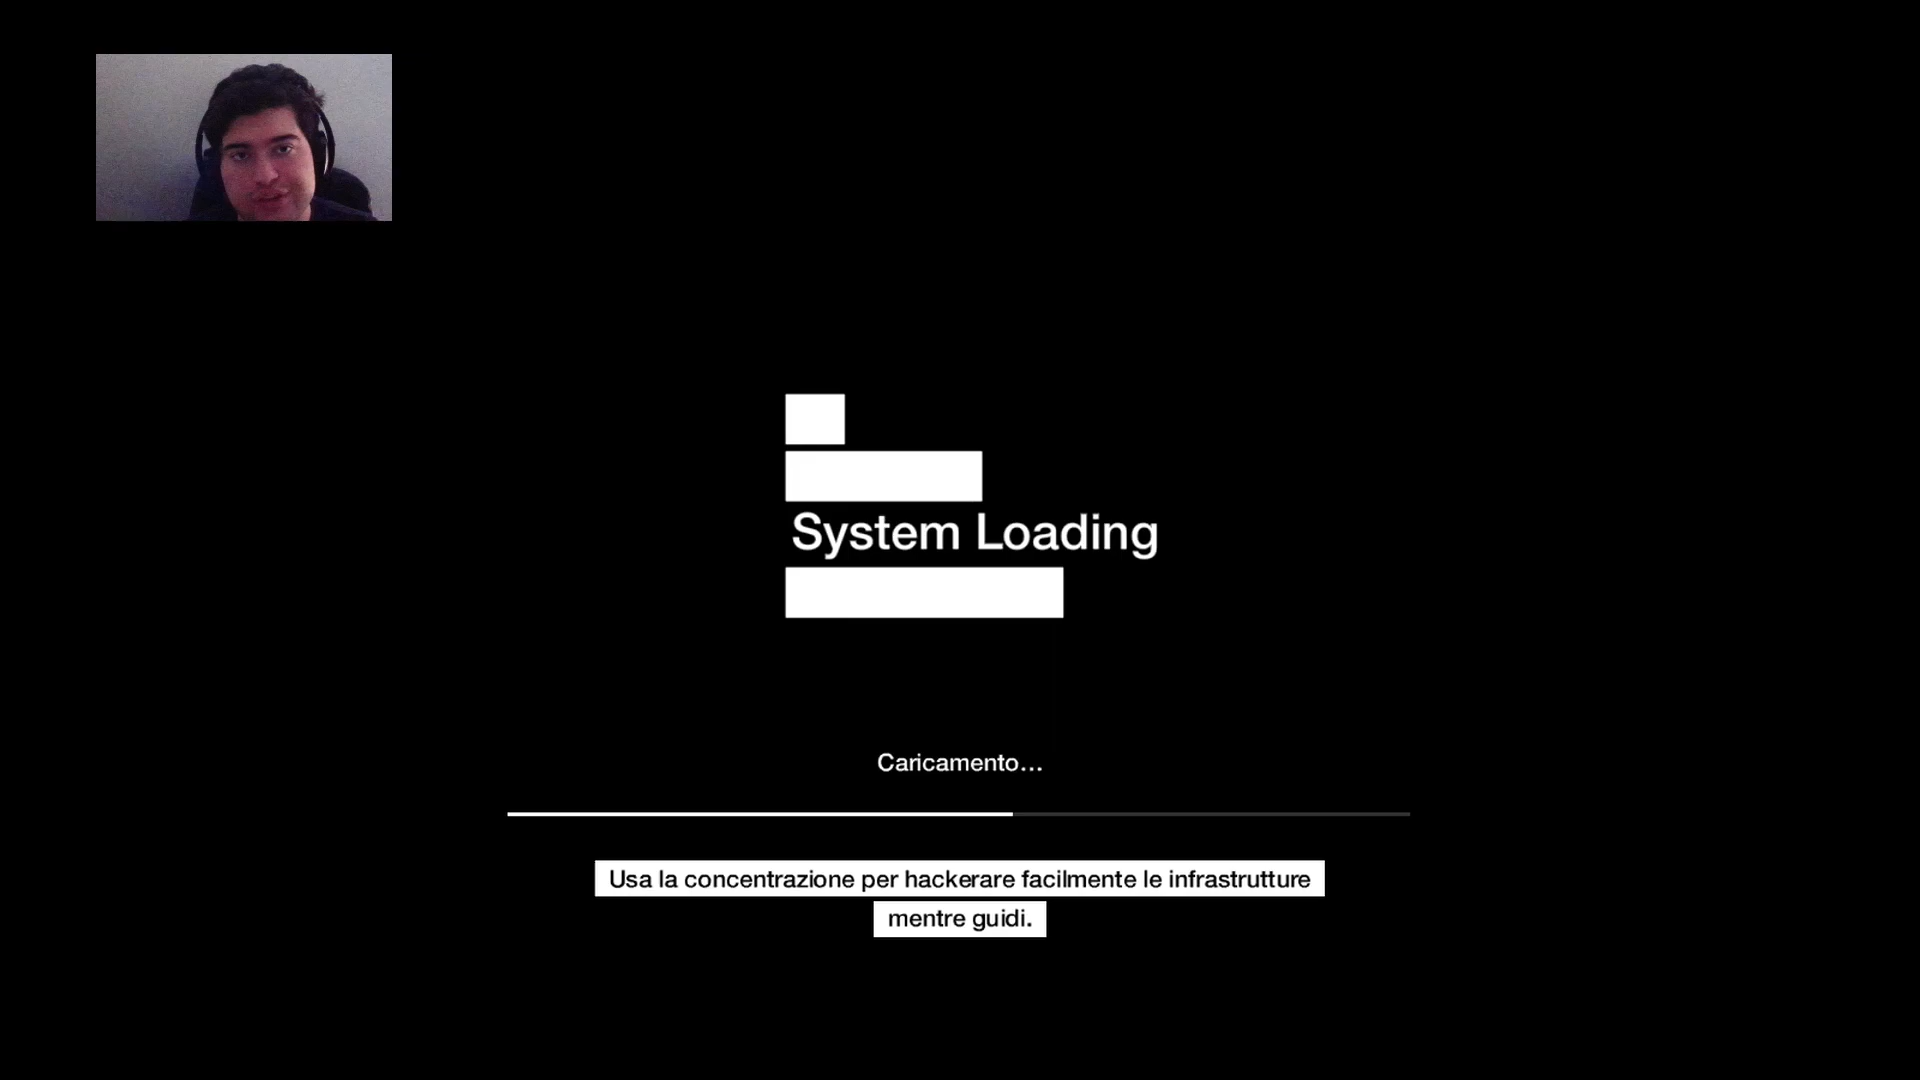 System Loading
Caricamento...
Usa la concentrazione per hackerare facilmente le infrastrutture
mentre guidi.